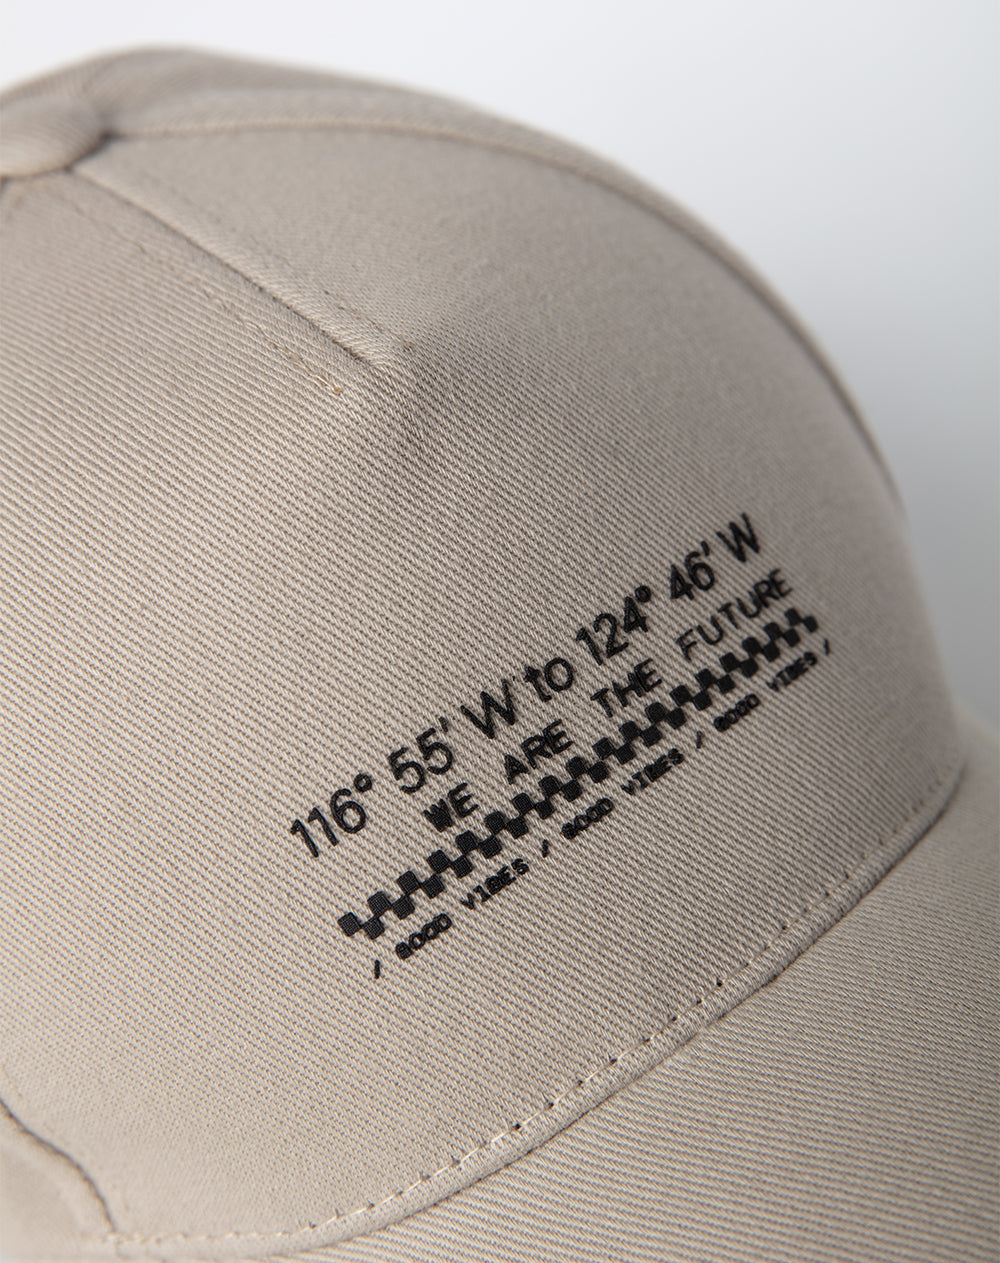 116° 55' W to 124° 46' W
WE ARE THE FUTURE
/ GOOD VIBES / GOOD VIBES / GOOD VIBES /